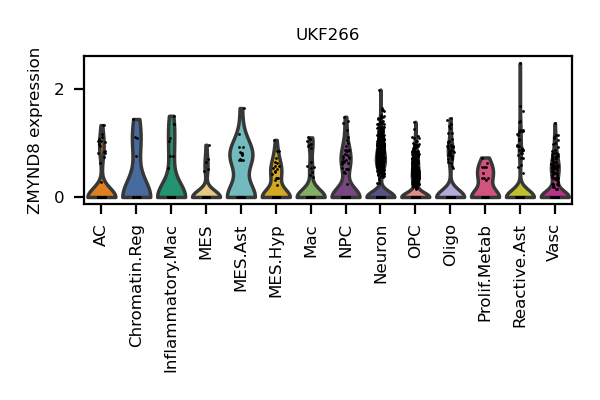 UKF266
ZMYND8 expression
2
0
AC
Chromatin.Reg
Inflammatory.Mac
MES
MES.Ast
MES.Hyp
Mac
NPC
Neuron
OPC
Oligo
Prolif.Metab
Reactive.Ast
Vasc